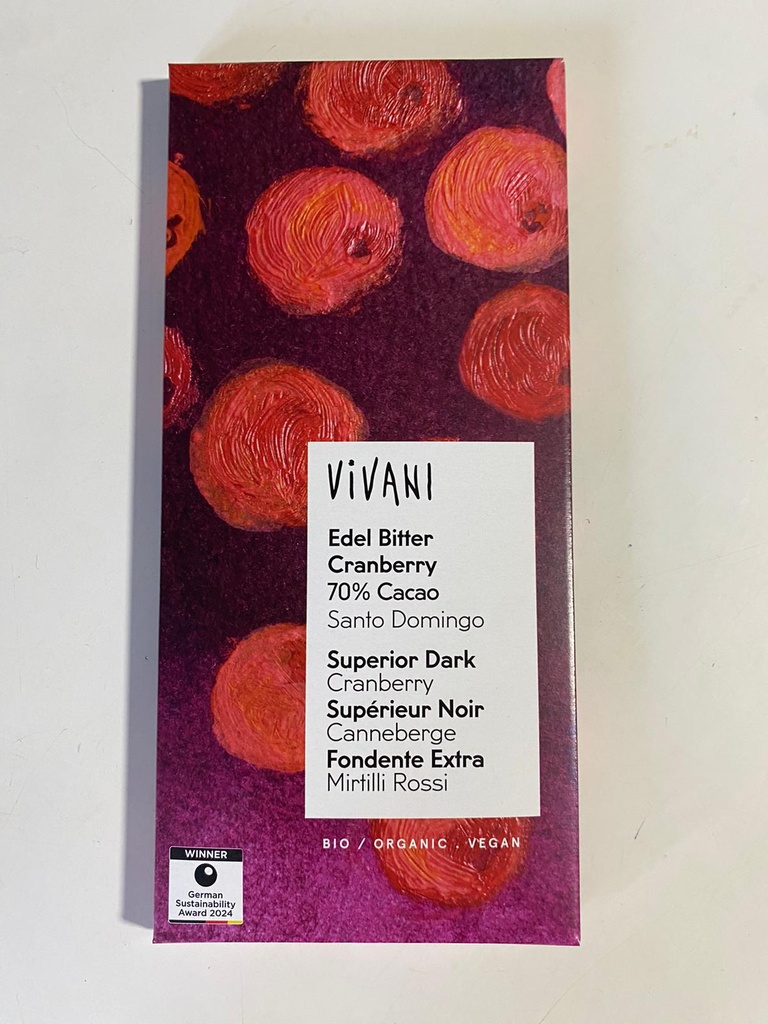 ViVANI
Edel Bitter
Cranberry
70% Cacao
Santo Domingo
Superior Dark
Cranberry
Supérieur Noir
Canneberge
Fondente Extra
Mirtilli Rossi
BIO / ORGANIC . VEGAN
WINNER
German
Sustainability
Award 2024